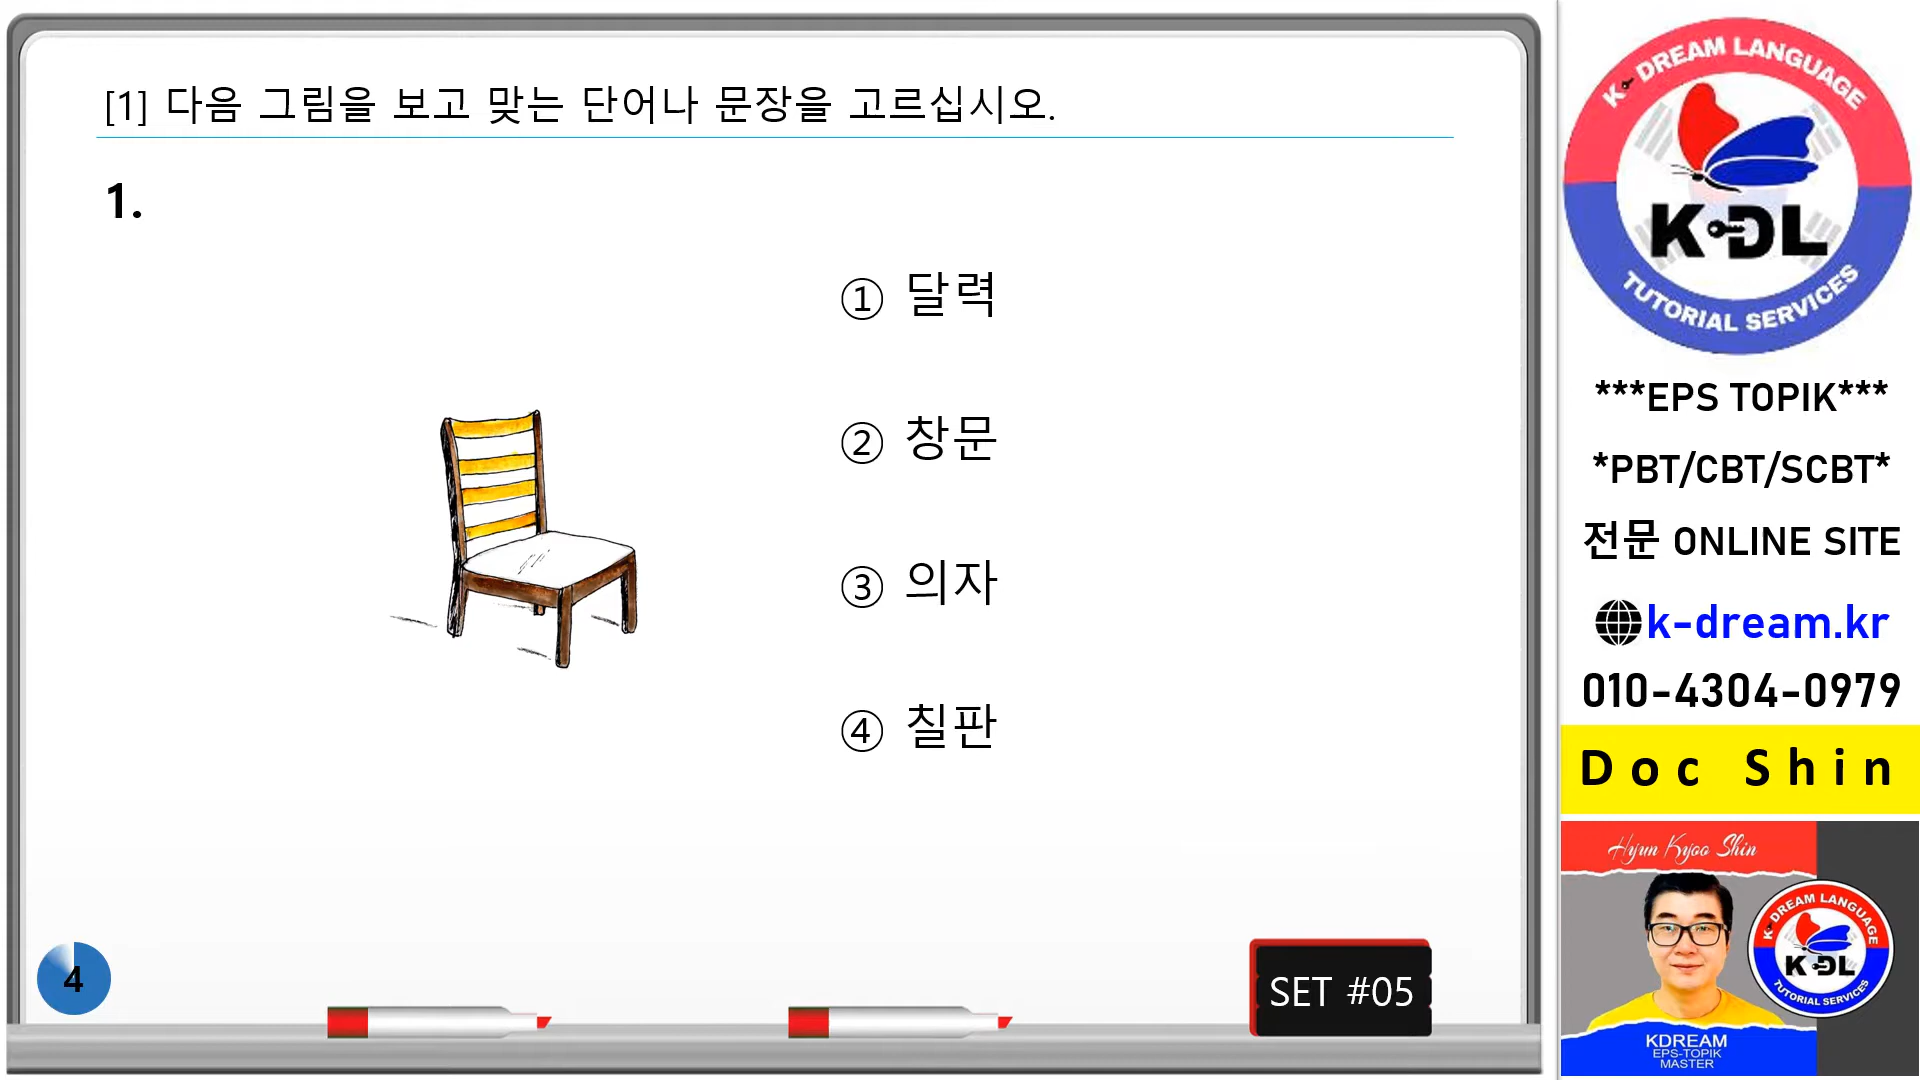 [1] 다음 그림을 보고 맞는 단어나 문장을 고르십시오.
1.
① 달력
② 창문
③ 의자
④ 칠판
4
SET #05
K DREAM LANGUAGE
K DL
TUTORIAL SERVICES
***EPS TOPIK***
*PBT/CBT/SCBT*
전문 ONLINE SITE
k-dream.kr
010-4304-0979
Doc Shin
Hyun Kyoo Shin
K DREAM LANGUAGE
K DL
TUTORIAL SERVICES
KDREAM
EPS-TOPIK
MASTER